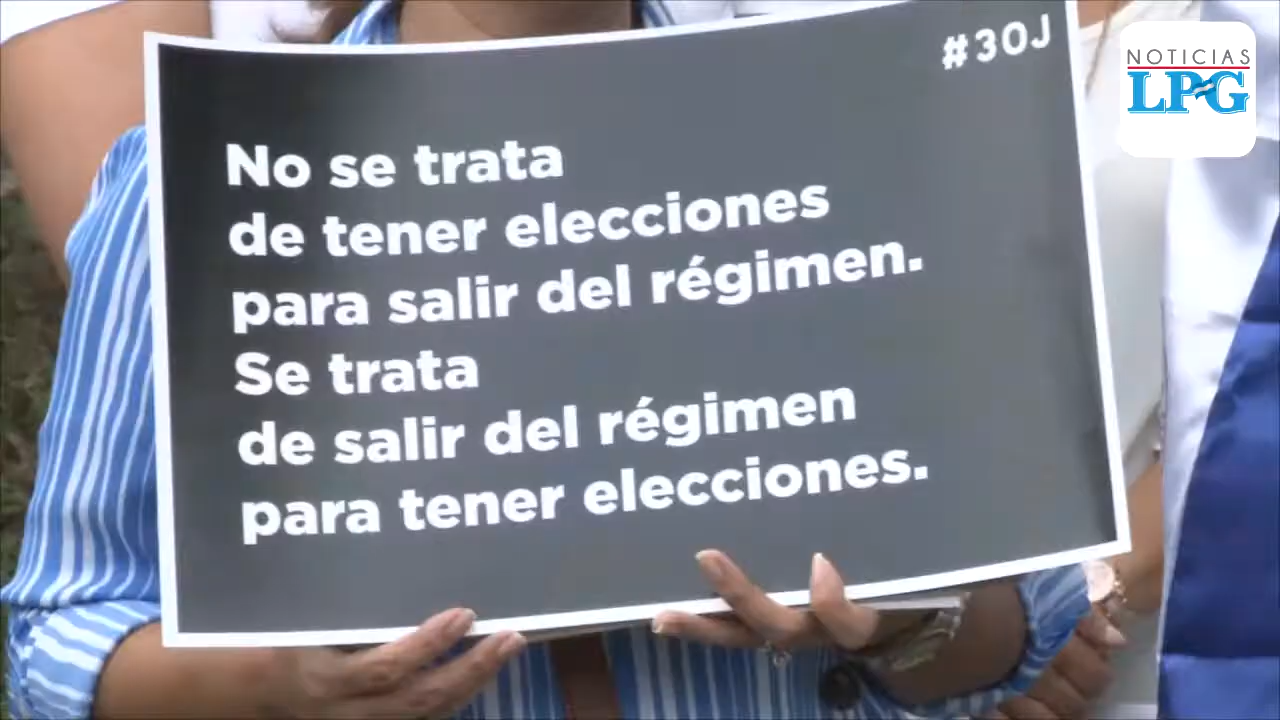 #30J
NOTICIAS
LPG
No se trata
de tener elecciones
para salir del régimen.
Se trata
de salir del régimen
para tener elecciones.